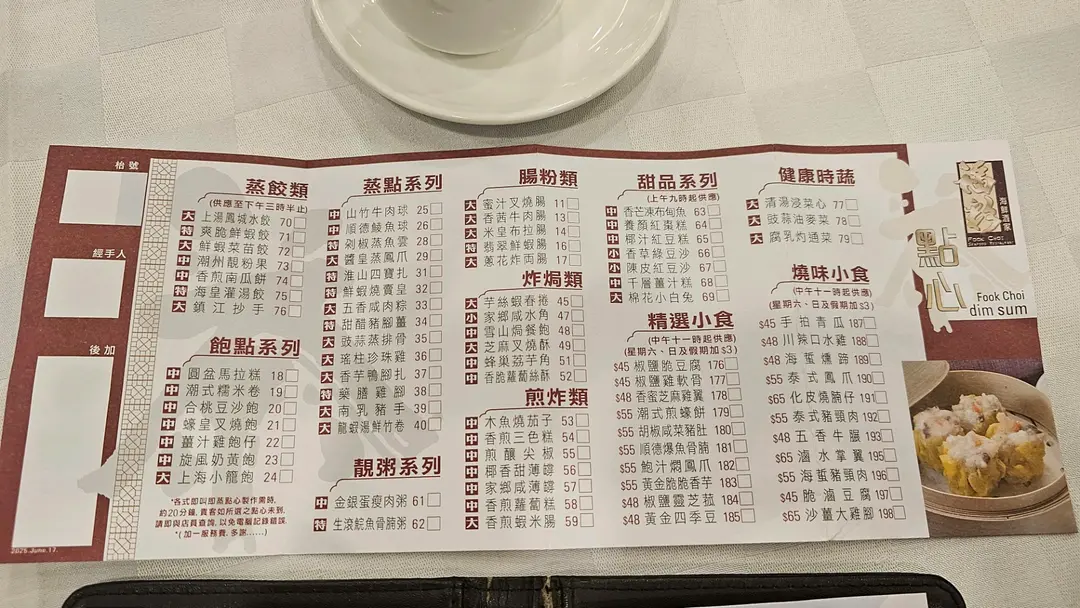 枱號
經手人
後加
2025.June.13.
蒸餃類
(供應至下午三時半止)
大 上湯鳳城水餃 70
特 爽脆鮮蝦餃 71
大 鮮蝦菜苗餃 72
中 潮州靚粉果 73
中 香煎南瓜餅 74
特 海皇灌湯餃 75
大 鎮江抄手 76
飽點系列
中 圓盆馬拉糕 18
中 潮式糯米卷 19
中 合桃豆沙飽 20
中 蠔皇叉燒飽 21
中 薑汁雞飽仔 22
中 旋風奶黃飽 23
大 上海小籠飽 24
*各式即叫即蒸點心製作需時,
約20分鐘, 貴客如所選之點心未到,
請即與店員查詢, 以免電腦記錄錯誤.
*( 加一服務費, 多謝......)
蒸點系列
中 山竹牛肉球 25
中 順德鯪魚球 26
特 剁椒蒸魚雲 28
大 醬皇蒸鳳爪 29
特 淮山四寶扎 31
特 鮮蝦燒賣皇 32
大 五香咸肉粽 33
特 甜醋豬腳薑 34
大 豉蒜蒸排骨 35
大 瑤柱珍珠雞 36
大 香芋鴨腳扎 37
特 藥膳雞腳 38
大 南乳豬手 39
大 龍蝦湯鮮竹卷 40
靚粥系列
中 金銀蛋瘦肉粥 61
特 生滾鯇魚骨腩粥 62
腸粉類
大 蜜汁叉燒腸 11
大 香茜牛肉腸 13
大 米皇布拉腸 14
特 翡翠鮮蝦腸 16
大 蔥花炸両腸 17
炸焗類
大 芋絲蝦春捲 45
小 家鄉咸水角 47
中 雪山焗餐飽 48
中 芝麻叉燒酥 49
中 蜂巢荔芋角 51
中 香脆蘿蔔絲酥 52
煎炸類
中 木魚燒茄子 53
中 香煎三色糕 54
中 煎釀尖椒 55
中 椰香甜薄罉 56
中 家鄉咸薄罉 57
中 香煎蘿蔔糕 58
大 香煎蝦米腸 59
甜品系列
(上午九時起供應)
中 香芒凍布甸魚 63
中 養顏紅棗糕 64
中 椰汁紅豆糕 65
小 香草綠豆沙 66
小 陳皮紅豆沙 67
中 千層薑汁糕 68
大 棉花小白兔 69
精選小食
(中午十一時起供應)
(星期六、日及假期加$3)
$45 椒鹽脆豆腐 176
$45 椒鹽雞軟骨 177
$48 香蜜芝麻雞翼 178
$55 潮式煎蠔餅 179
$55 胡椒咸菜豬肚 180
$55 順德爆魚骨腩 181
$55 鮑汁燜鳳爪 182
$55 黃金脆脆香芋 183
$48 椒鹽靈芝菇 184
$48 黃金四季豆 185
健康時蔬
大 清湯浸菜心 77
大 豉蒜油麥菜 78
大 腐乳灼通菜 79
燒味小食
(中午十一時起供應)
(星期六、日及假期加$3)
$45 手拍青瓜 187
$48 川辣口水雞 188
$48 海蜇燻蹄 189
$55 泰式鳳爪 190
$65 化皮燒腩仔 191
$55 泰式豬頸肉 192
$48 五香牛𦟌 193
$65 滷水掌翼 195
$55 海蜇豬頸肉 196
$45 脆滷豆腐 197
$65 沙薑大雞腳 198
海鮮酒家
Fook Choi
Seafood Restaurant
點
心
Fook Choi
dim sum